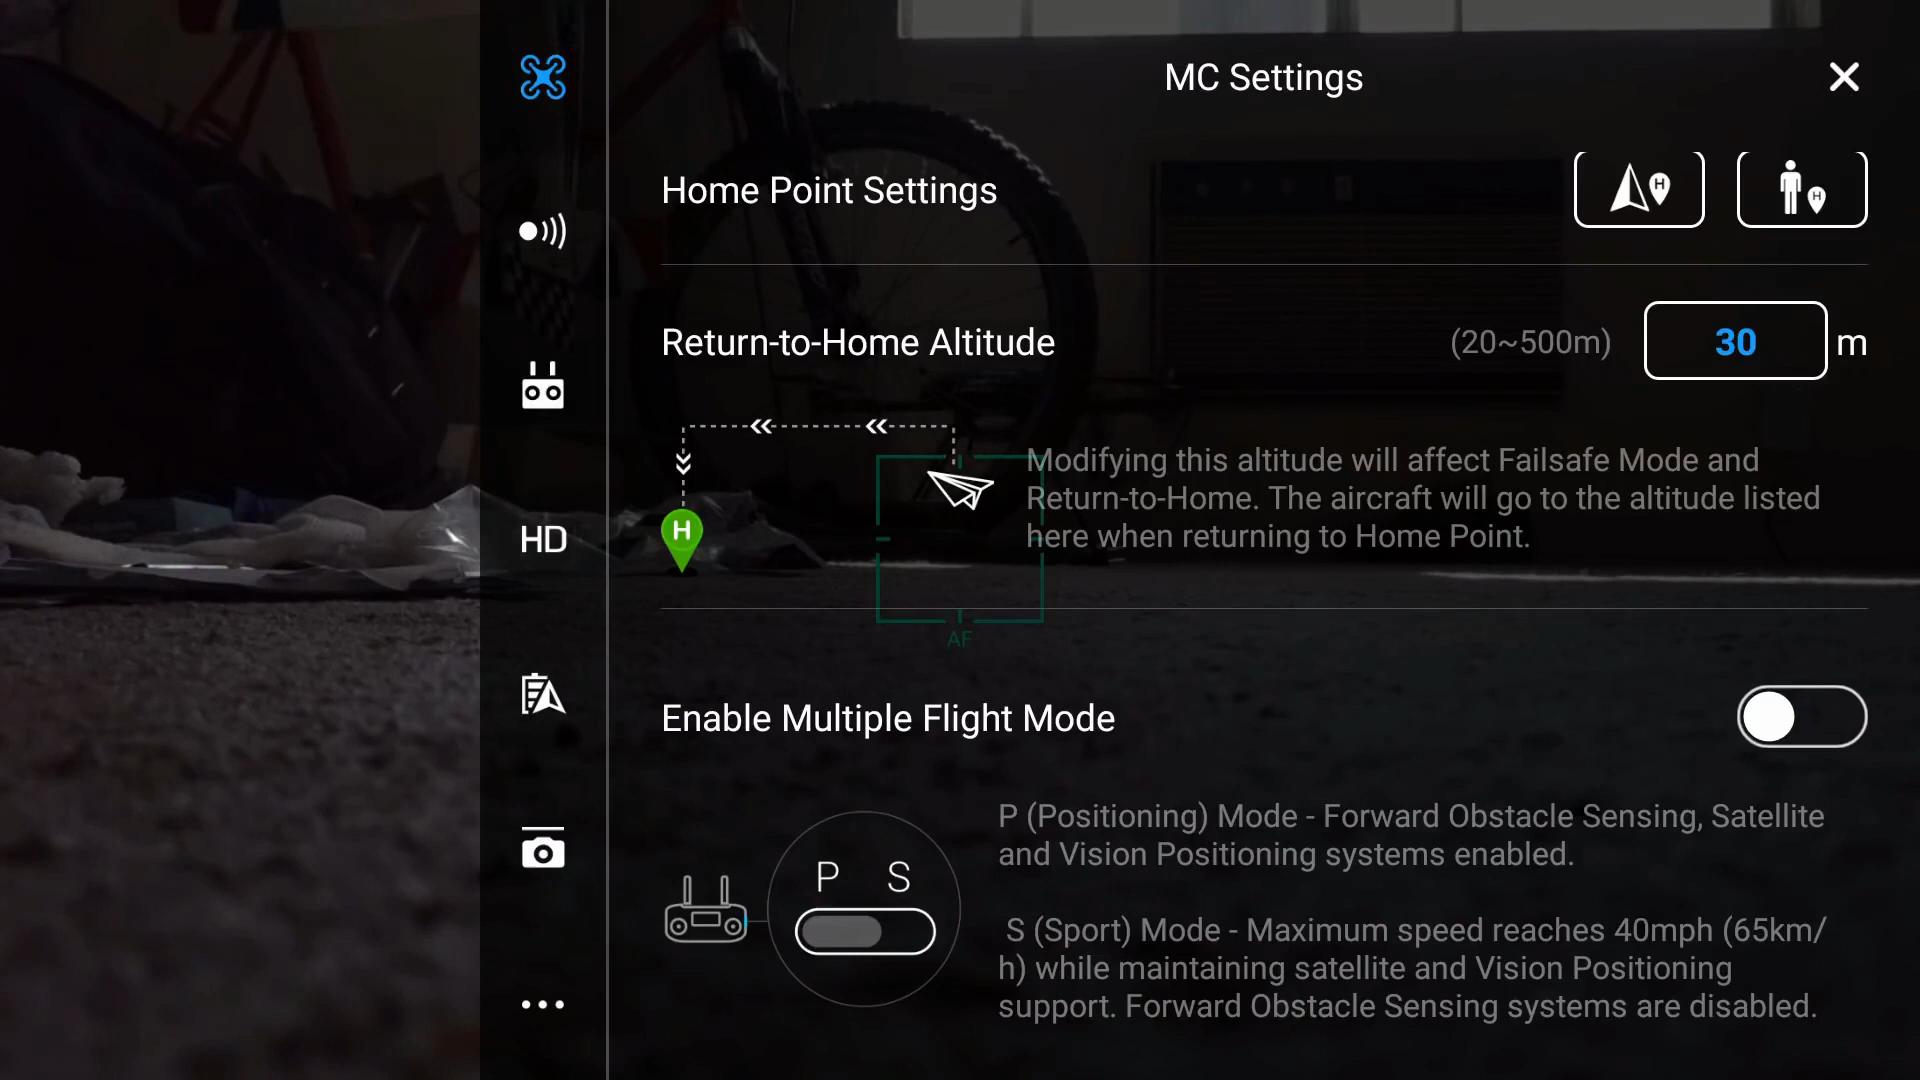 MC Settings
Home Point Settings
H
H
Return-to-Home Altitude (20~500m) 30 m
Modifying this altitude will affect Failsafe Mode and
Return-to-Home. The aircraft will go to the altitude listed
here when returning to Home Point.
H
HD
AF
Enable Multiple Flight Mode
P (Positioning) Mode - Forward Obstacle Sensing, Satellite
and Vision Positioning systems enabled.
P S
S (Sport) Mode - Maximum speed reaches 40mph (65km/
h) while maintaining satellite and Vision Positioning
support. Forward Obstacle Sensing systems are disabled.